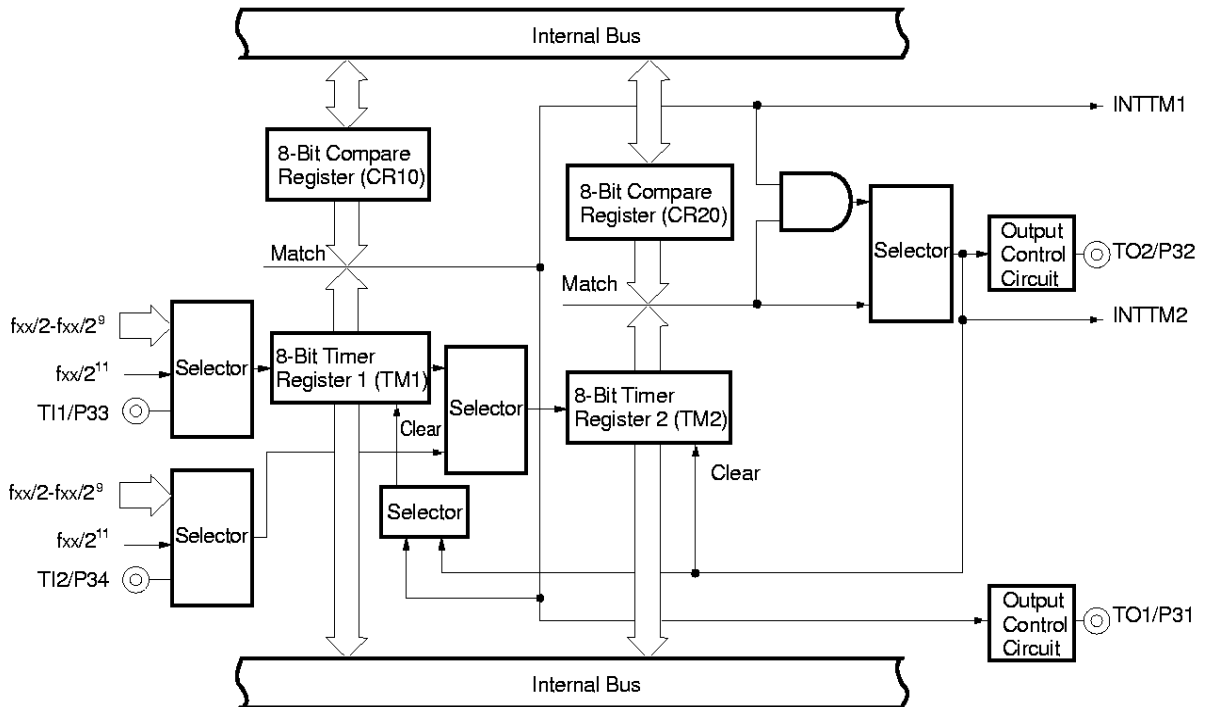 Internal Bus
INTTM1
8-Bit Compare
Register (CR10)
8-Bit Compare
Register (CR20)
Match
Selector
Output
Control
Circuit
TO2/P32
Match
INTTM2
fxx/2-fxx/2⁹
fxx/2¹¹
TI1/P33
Selector
8-Bit Timer
Register 1 (TM1)
Selector
8-Bit Timer
Register 2 (TM2)
Clear
Clear
fxx/2-fxx/2⁹
fxx/2¹¹
TI2/P34
Selector
Selector
Output
Control
Circuit
TO1/P31
Internal Bus